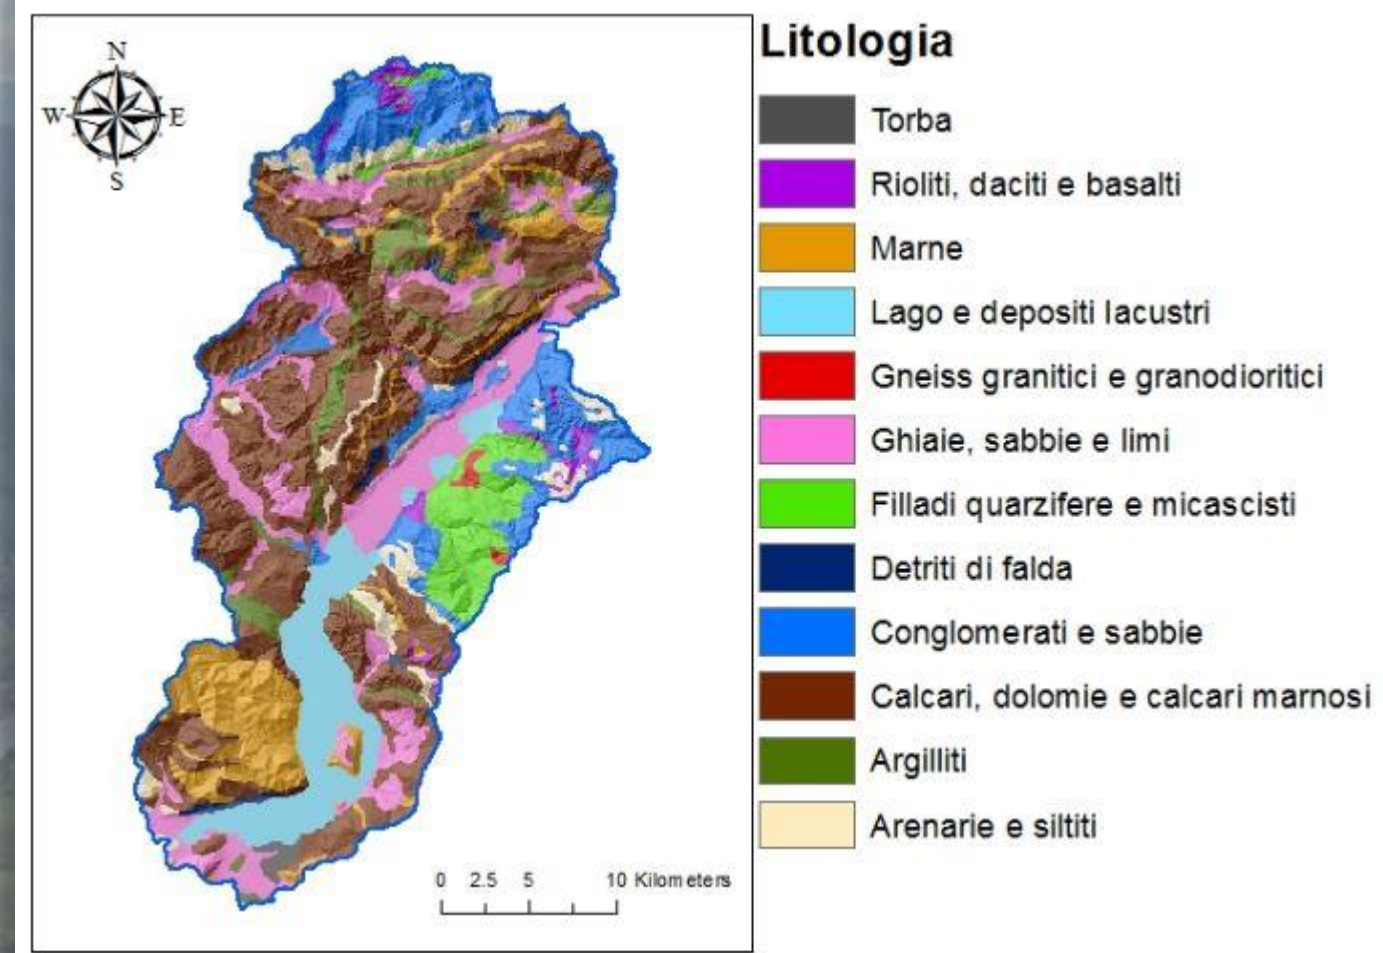 Litologia
N
W
E
S
Torba
Rioliti, daciti e basalti
Marne
Lago e depositi lacustri
Gneiss granitici e granodioritici
Ghiaie, sabbie e limi
Filladi quarzifere e micascisti
Detriti di falda
Conglomerati e sabbie
Calcari, dolomie e calcari marnosi
Argilliti
Arenarie e siltiti
0 2.5 5 10 Kilometers